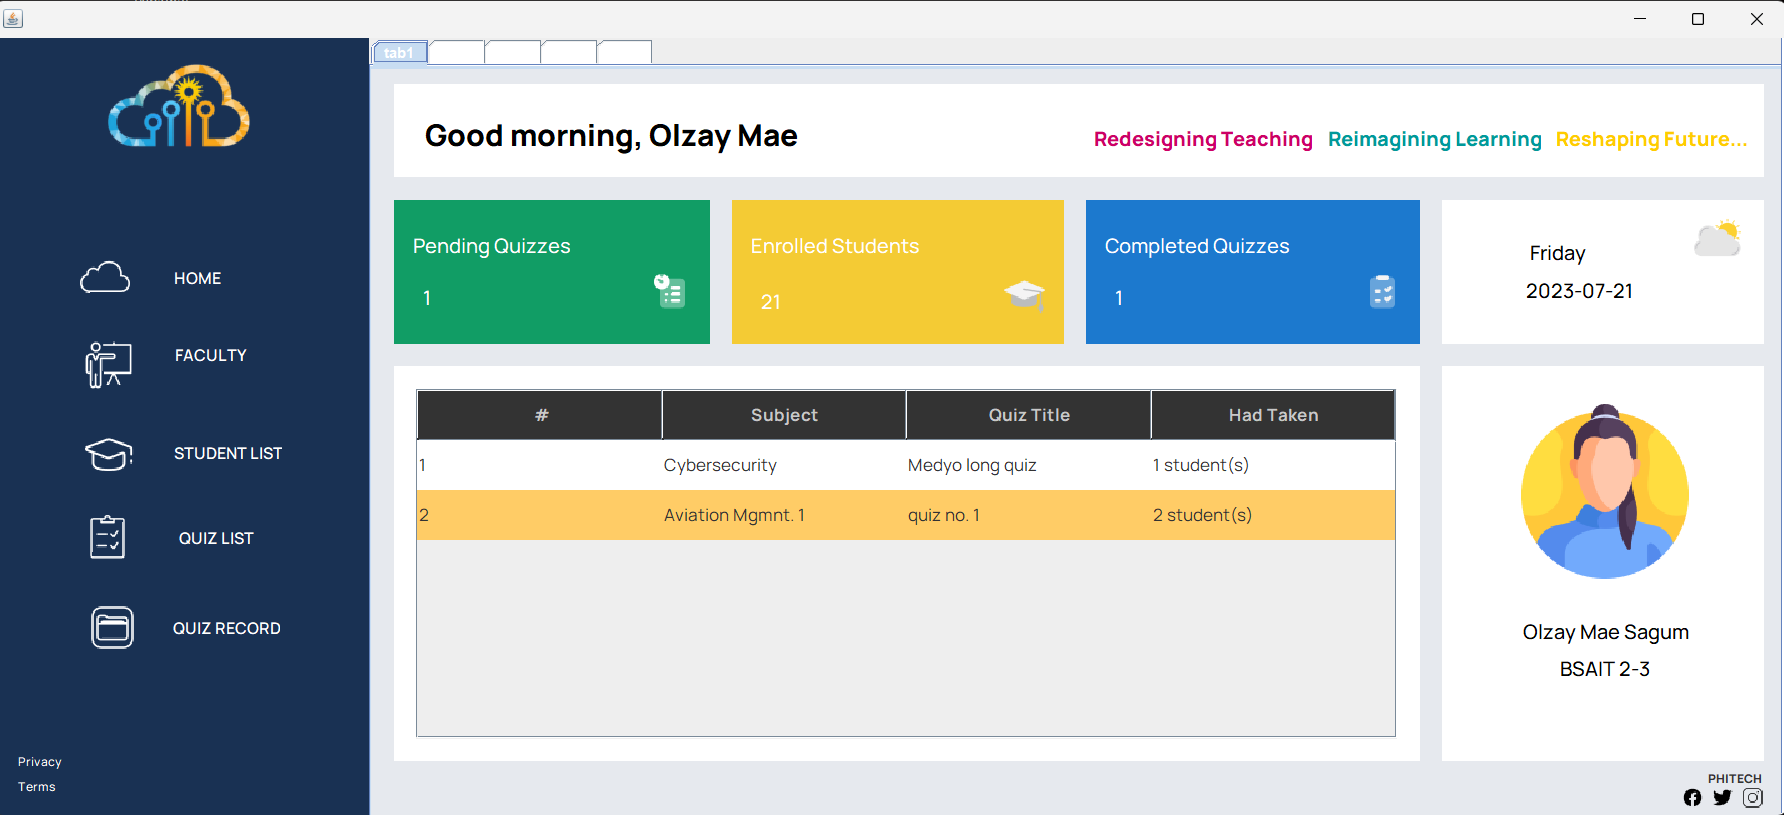 tab1
Good morning, Olzay Mae
Redesigning Teaching Reimagining Learning Reshaping Future...
Pending Quizzes
1
Enrolled Students
21
Completed Quizzes
1
Friday
2023-07-21
HOME
FACULTY
STUDENT LIST
QUIZ LIST
QUIZ RECORD
Privacy
Terms
# Subject Quiz Title Had Taken
1 Cybersecurity Medyo long quiz 1 student(s)
2 Aviation Mgmnt. 1 quiz no. 1 2 student(s)
Olzay Mae Sagum
BSAIT 2-3
PHITECH